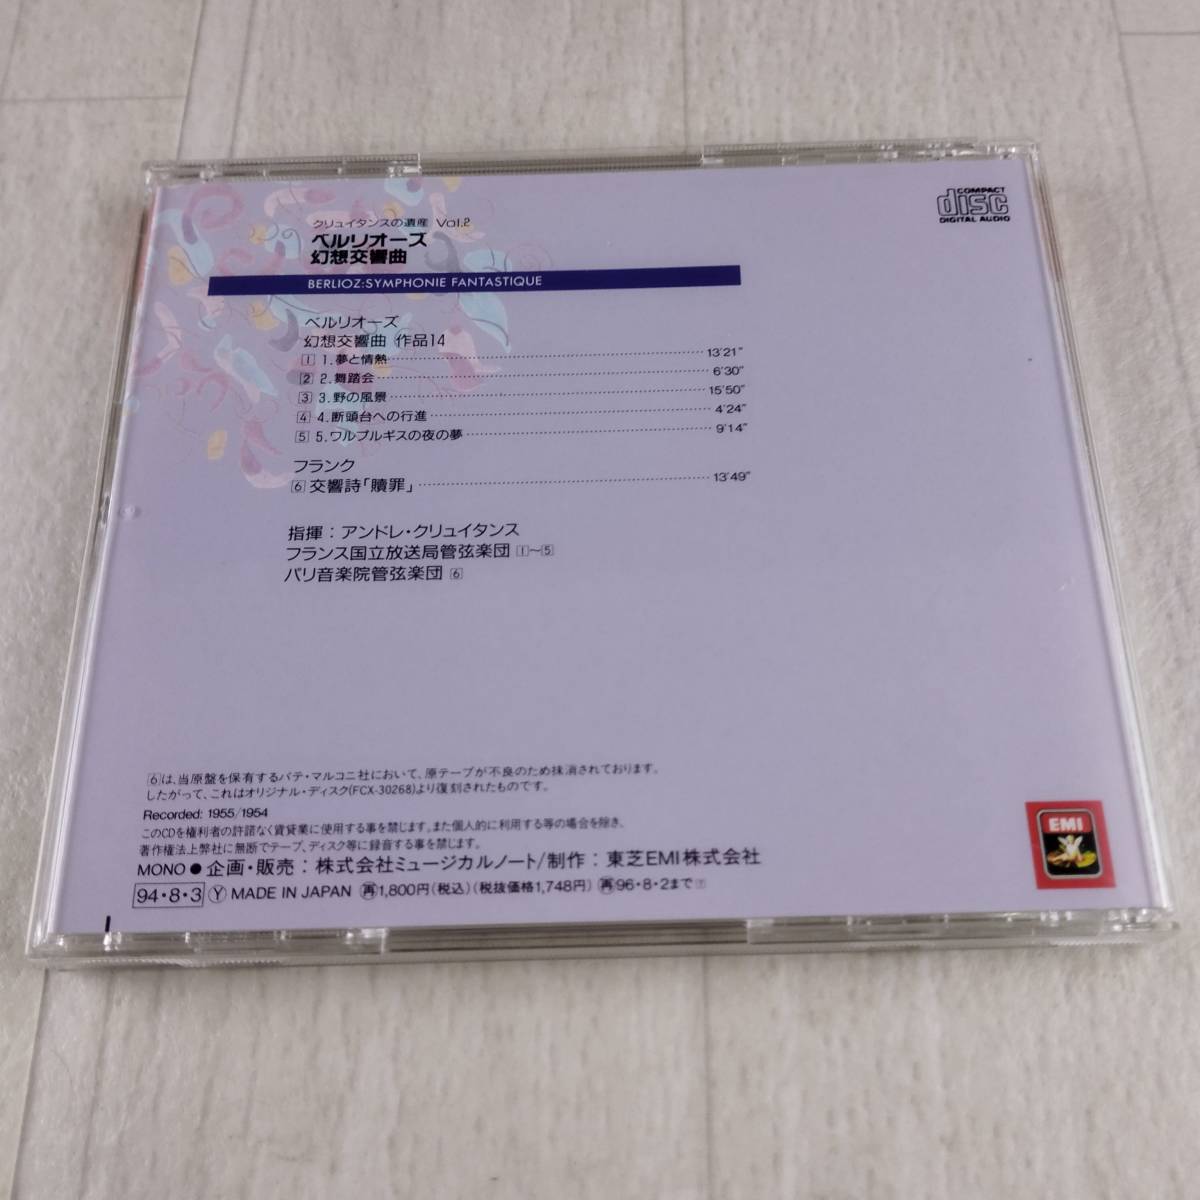 COMPACT
disc
DIGITAL AUDIO
クリュイタンスの遺産 Vol.2
ベルリオーズ
幻想交響曲
BERLIOZ:SYMPHONIE FANTASTIQUE
ベルリオーズ
幻想交響曲 作品14
1 1.夢と情熱 13'21"
2 2.舞踏会 6'30"
3 3.野の風景 15'50"
4 4.断頭台への行進 4'24"
5 5.ワルプルギスの夜の夢 9'14"
フランク
6 交響詩「贖罪」 13'49"
指揮：アンドレ・クリュイタンス
フランス国立放送局管弦楽団 1〜5
パリ音楽院管弦楽団 6
6は、当原盤を保有するパテ・マルコニ社において、原テープが不良のため抹消されております。
したがって、これはオリジナル・ディスク(FCX-30268)より復刻されたものです。
Recorded: 1955/1954
このCDを権利者の許諾なく賃貸業に使用する事を禁じます。また個人的に利用する等の場合を除き、
著作権法上弊社に無断でテープ、ディスク等に録音する事を禁じます。
MONO ● 企画・販売：株式会社ミュージカルノート/制作：東芝EMI株式会社
94・8・3 Ⓨ MADE IN JAPAN 再1,800円(税込)(税抜価格1,748円) 再96・8・2まで
EMI